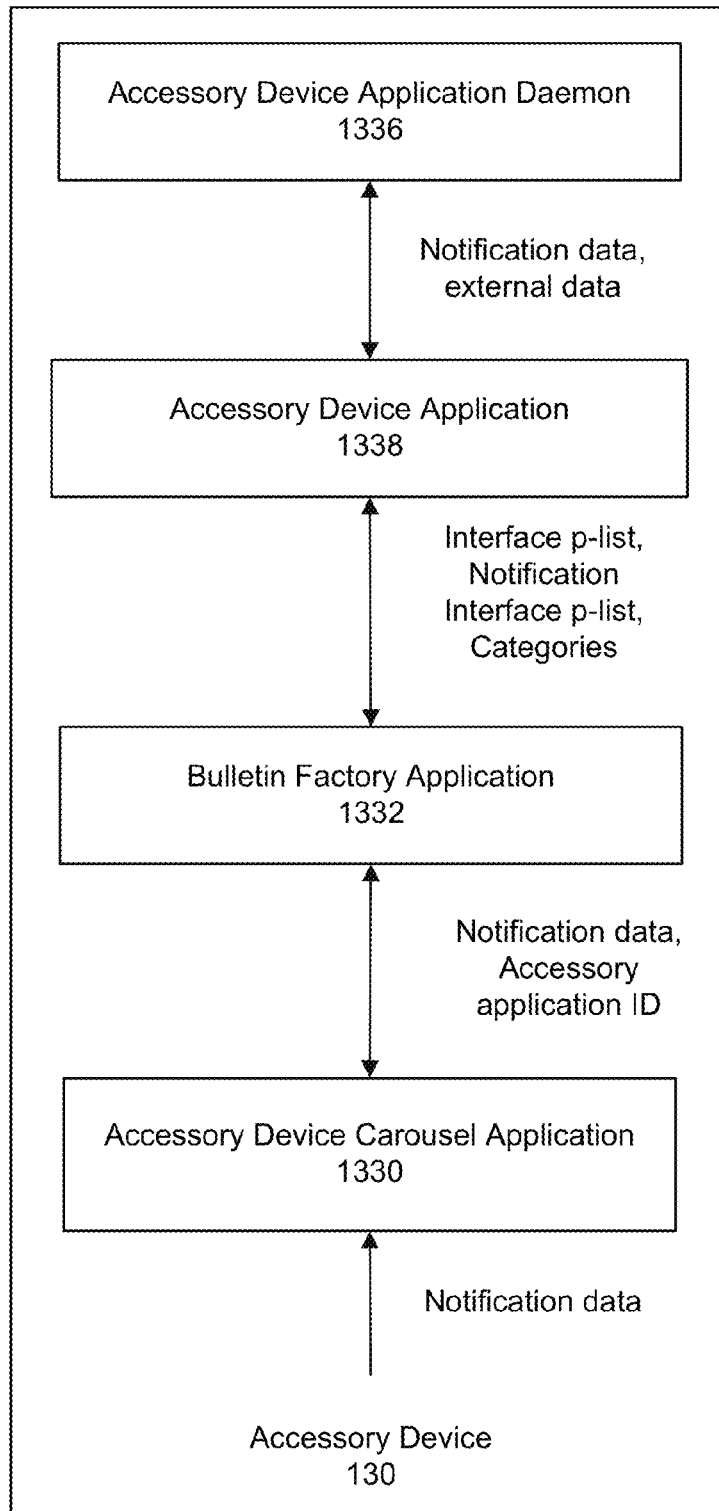 Accessory Device Application Daemon
1336
Notification data,
external data
Accessory Device Application
1338
Interface p-list,
Notification
Interface p-list,
Categories
Bulletin Factory Application
1332
Notification data,
Accessory
application ID
Accessory Device Carousel Application
1330
Notification data
Accessory Device
130